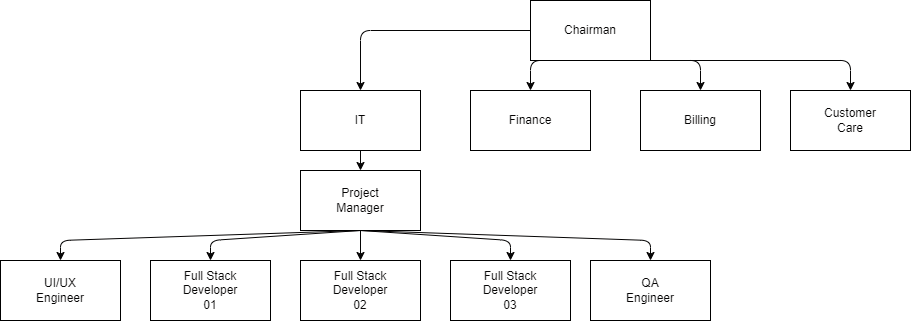 Chairman
IT
Finance
Billing
Customer
Care
Project
Manager
UI/UX
Engineer
Full Stack
Developer
01
Full Stack
Developer
02
Full Stack
Developer
03
QA
Engineer